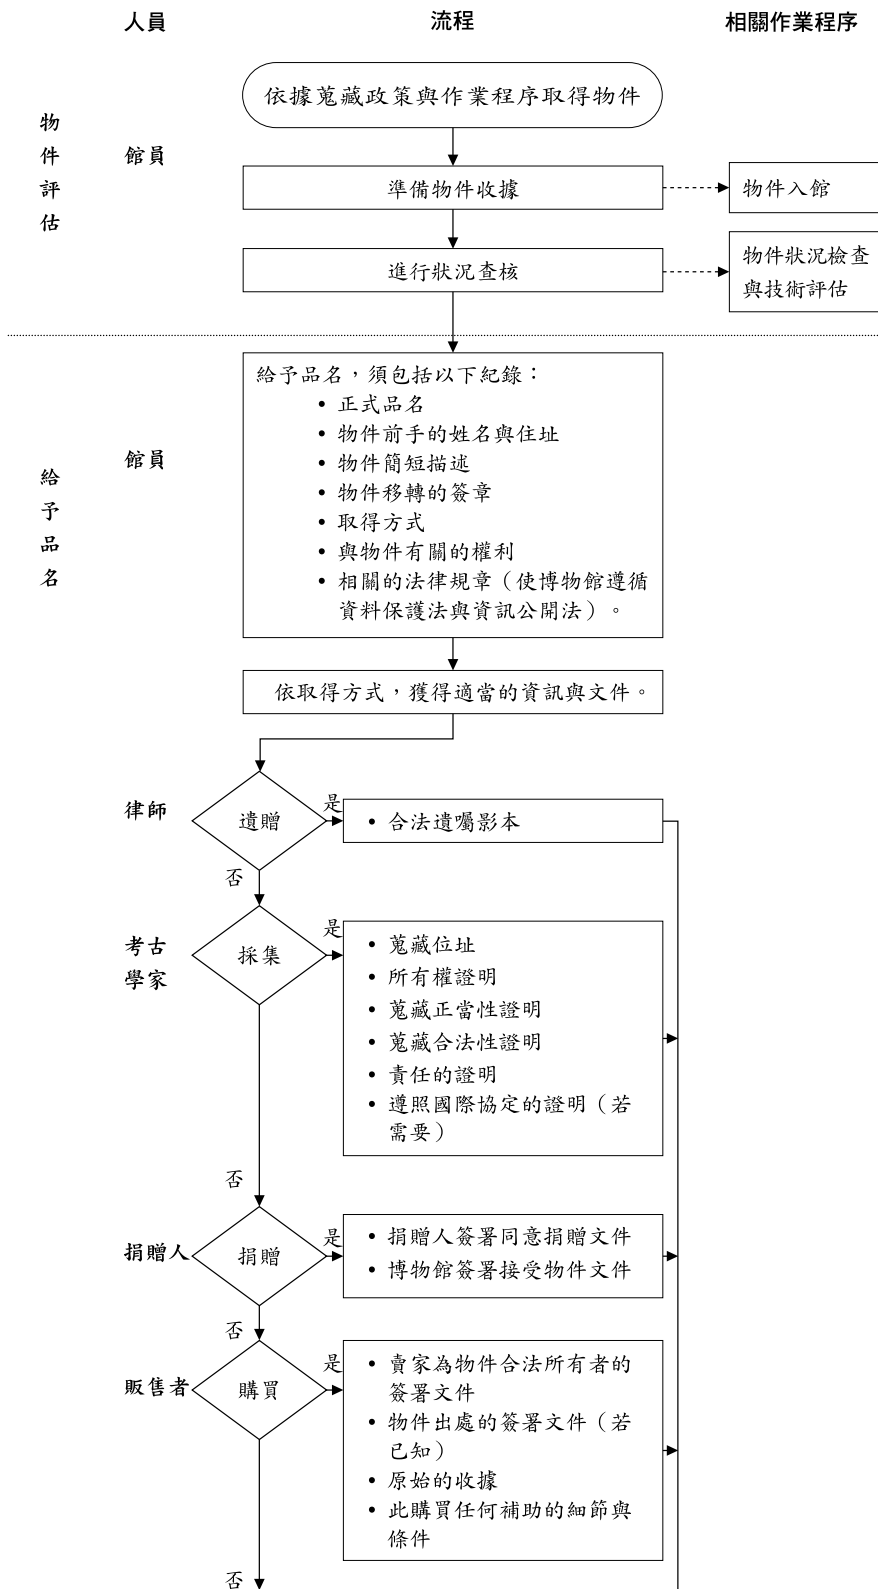 人員
流程
相關作業程序
物件評估
館員
依據蒐藏政策與作業程序取得物件
準備物件收據
物件入館
進行狀況查核
物件狀況檢查
與技術評估
給予品名
館員
給予品名，須包括以下紀錄：
• 正式品名
• 物件前手的姓名與住址
• 物件簡短描述
• 物件移轉的簽章
• 取得方式
• 與物件有關的權利
• 相關的法律規章（使博物館遵循
資料保護法與資訊公開法）。
依取得方式，獲得適當的資訊與文件。
律師
遺贈
是
• 合法遺囑影本
否
考古
學家
採集
是
• 蒐藏位址
• 所有權證明
• 蒐藏正當性證明
• 蒐藏合法性證明
• 責任的證明
• 遵照國際協定的證明（若
需要）
否
捐贈人
捐贈
是
• 捐贈人簽署同意捐贈文件
• 博物館簽署接受物件文件
否
販售者
購買
是
• 賣家為物件合法所有者的
簽署文件
• 物件出處的簽署文件（若
已知）
• 原始的收據
• 此購買任何補助的細節與
條件
否